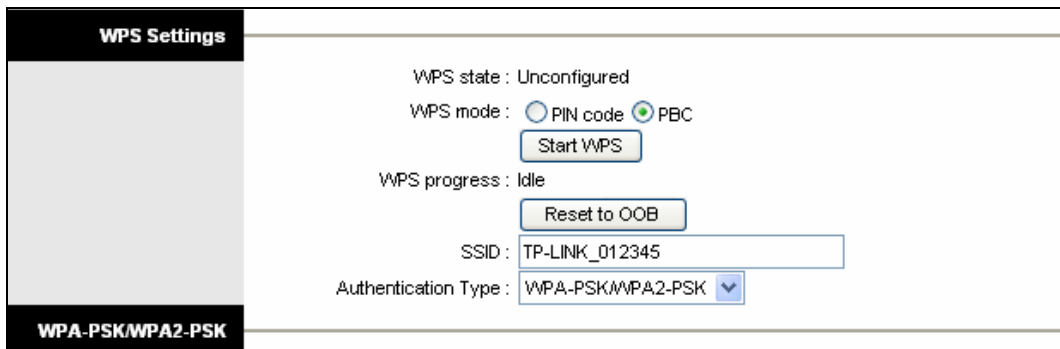 WPS Settings
WPS state : Unconfigured
WPS mode : PIN code PBC
Start WPS
WPS progress : Idle
Reset to OOB
SSID : TP-LINK_012345
Authentication Type : WPA-PSK/WPA2-PSK
WPA-PSK/WPA2-PSK